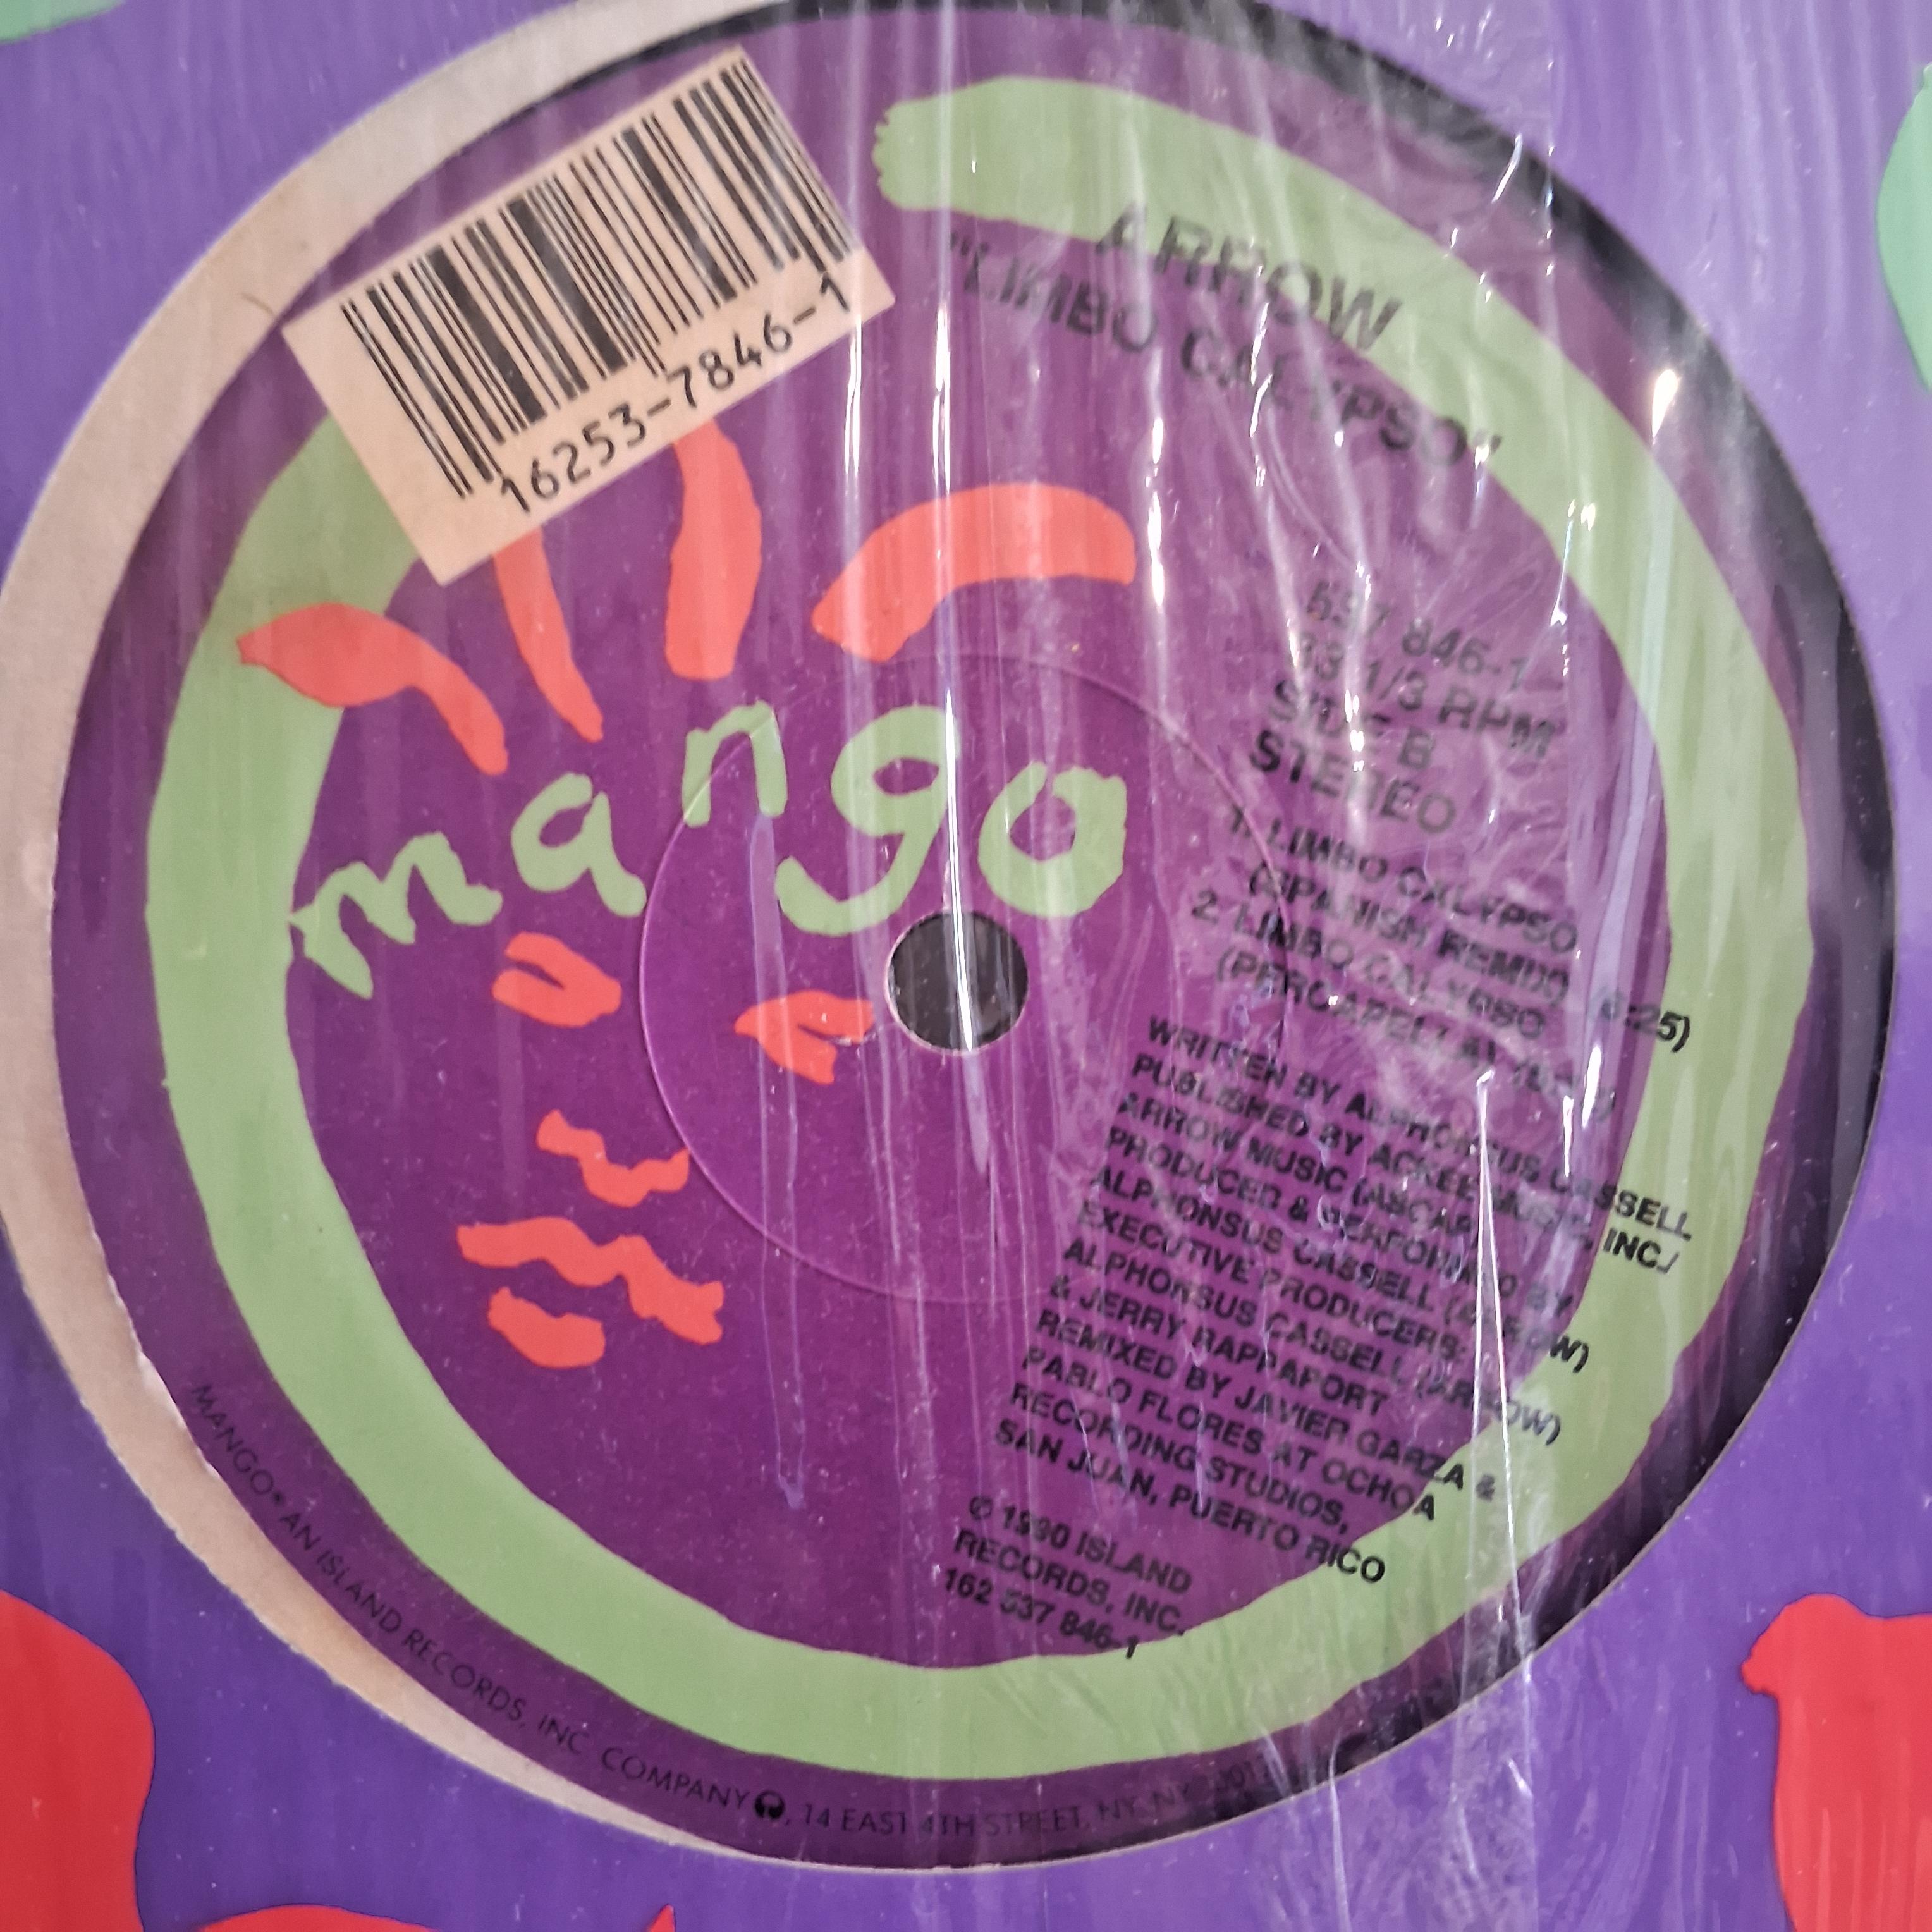 16253-7846-1
ARROW
"LIMBO CALYPSO"
537 846-1
33 1/3 RPM
SIDE B
STEREO
1. LIMBO CALYPSO
(SPANISH REMIX)
2. LIMBO CALYPSO
(PERCAPELLA)
WRITTEN BY ALPHONSUS CASSELL
PUBLISHED BY ACKEE MUSIC, INC./
ARROW MUSIC (ASCAP)
PRODUCED & PERFORMED BY
ALPHONSUS CASSELL (ARROW)
EXECUTIVE PRODUCERS:
ALPHONSUS CASSELL (ARROW)
& JERRY RAPPAPORT
REMIXED BY JAVIER GARZA &
PABLO FLORES AT OCHOA
RECORDING STUDIOS,
SAN JUAN, PUERTO RICO
℗ 1990 ISLAND
RECORDS, INC.
162 537 846-1
mango
MANGO® AN ISLAND RECORDS, INC. COMPANY, 14 EAST 4TH STREET, NY, NY